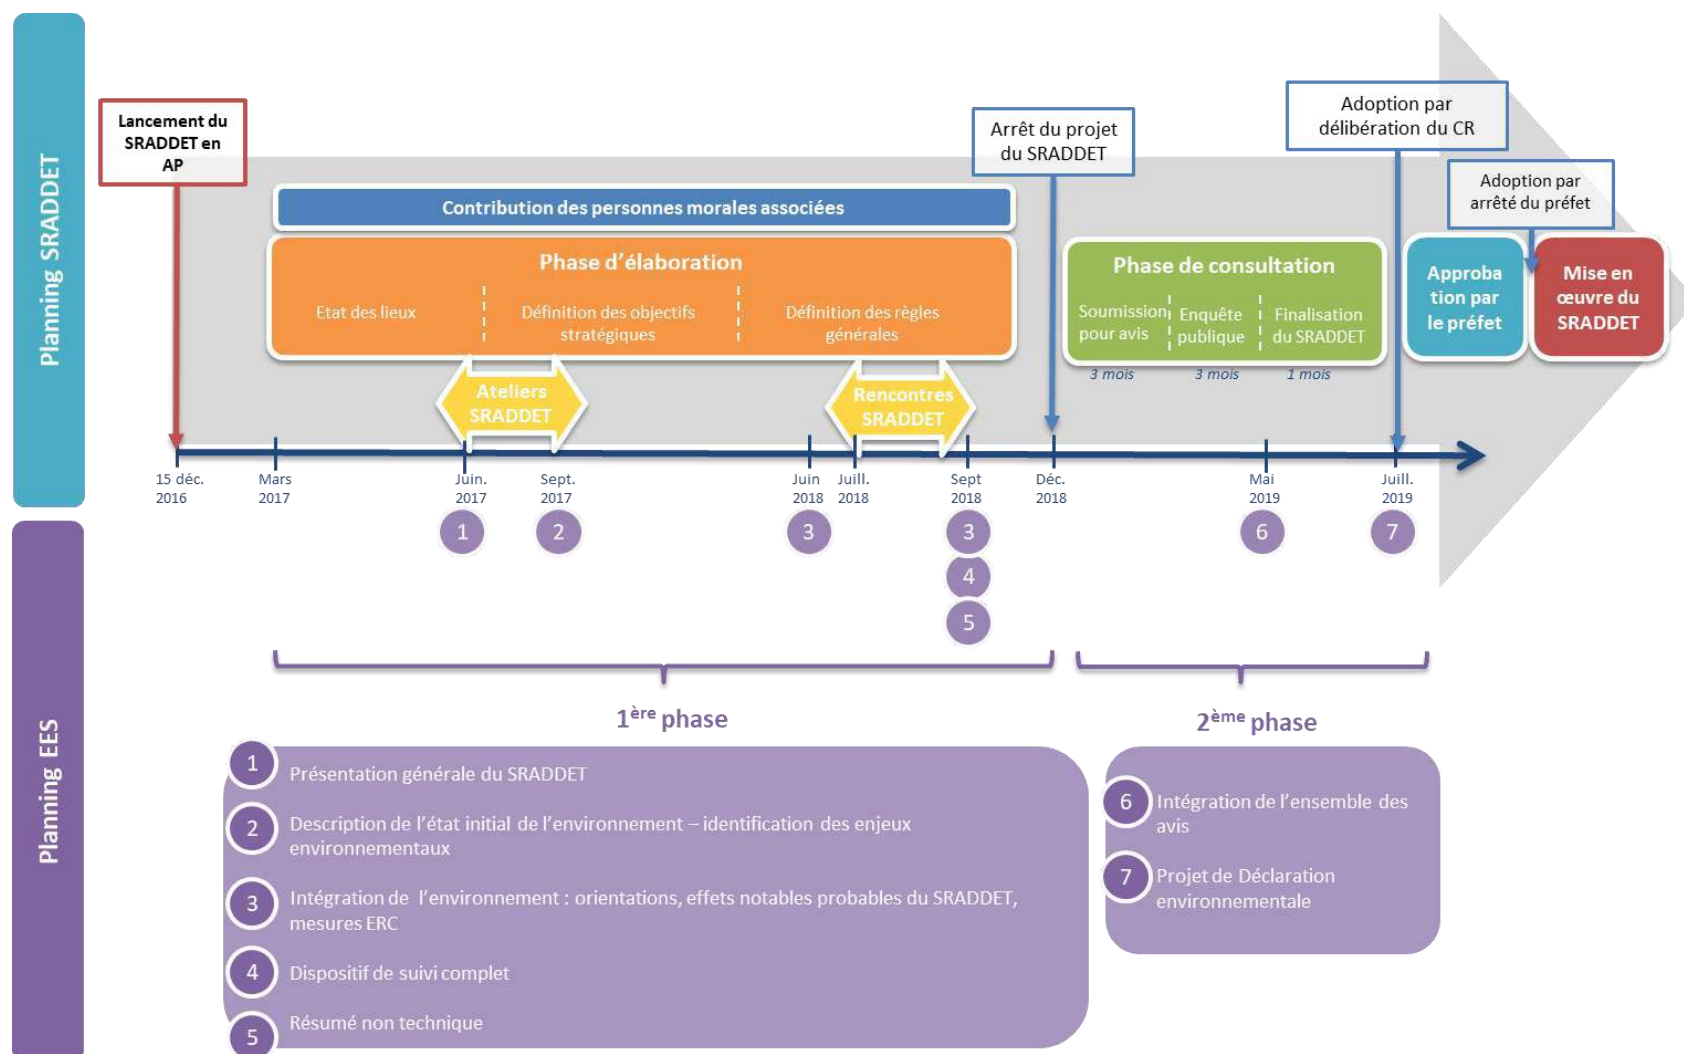 Planning SRADDET
Lancement du
SRADDET en
AP
Arrêt du projet
du SRADDET
Adoption par
délibération du CR
Adoption par
arrêté du préfet
Contribution des personnes morales associées
Phase d’élaboration
Etat des lieux
Définition des objectifs
stratégiques
Définition des règles
générales
Phase de consultation
Soumission
pour avis
Enquête
publique
Finalisation
du SRADDET
3 mois
3 mois
1 mois
Approba
tion par
le préfet
Mise en
œuvre du
SRADDET
Ateliers
SRADDET
Rencontres
SRADDET
15 déc.
2016
Mars
2017
Juin.
2017
Sept.
2017
Juin
2018
Juill.
2018
Sept
2018
Déc.
2018
Mai
2019
Juill.
2019
Planning EES
1
2
3
3
4
5
6
7
1ère phase
2ème phase
1
Présentation générale du SRADDET
2
Description de l’état initial de l’environnement – identification des enjeux
environnementaux
3
Intégration de l’environnement : orientations, effets notables probables du SRADDET,
mesures ERC
4
Dispositif de suivi complet
5
Résumé non technique
6
Intégration de l’ensemble des
avis
7
Projet de Déclaration
environnementale